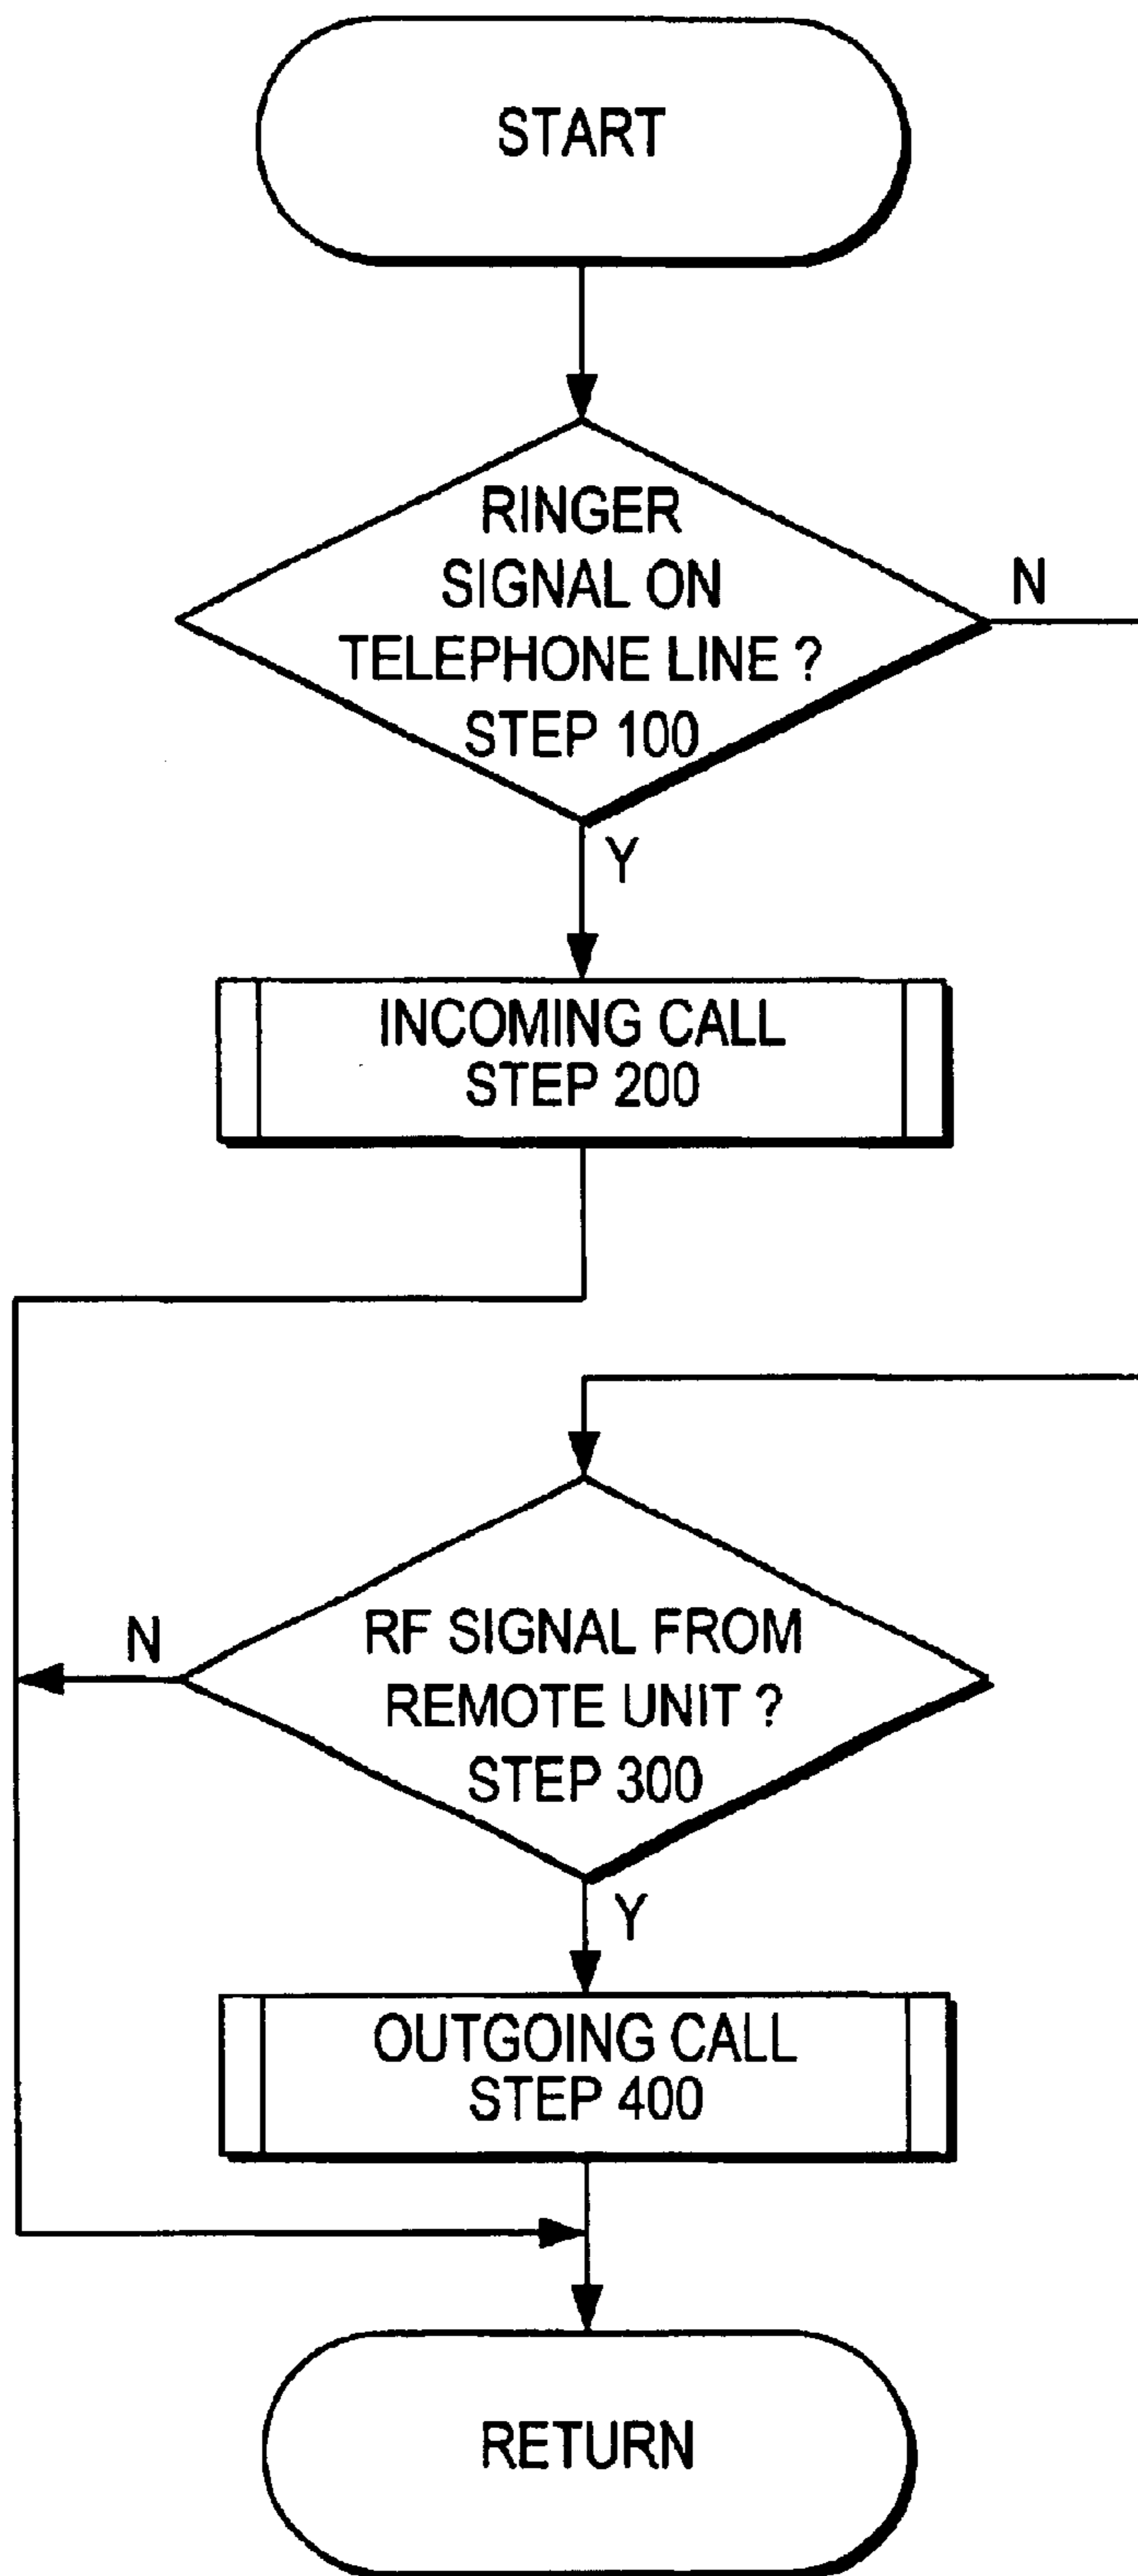 START
RINGER
SIGNAL ON
TELEPHONE LINE ?
STEP 100
N
Y
INCOMING CALL
STEP 200
N
RF SIGNAL FROM
REMOTE UNIT ?
STEP 300
Y
OUTGOING CALL
STEP 400
RETURN